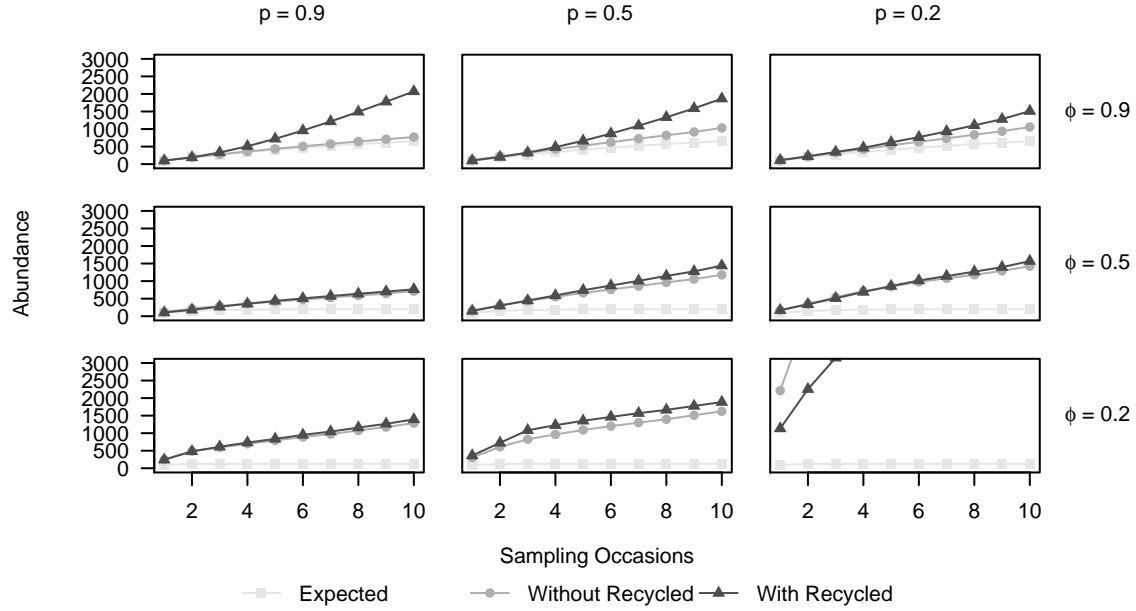 p = 0.9 p = 0.5 p = 0.2
3000
2500
2000
1500
1000
500
0
ϕ = 0.9
3000
2500
2000
1500
1000
500
0
ϕ = 0.5
Abundance
3000
2500
2000
1500
1000
500
0
ϕ = 0.2
2 4 6 8 10 2 4 6 8 10 2 4 6 8 10
Sampling Occasions
Expected Without Recycled With Recycled